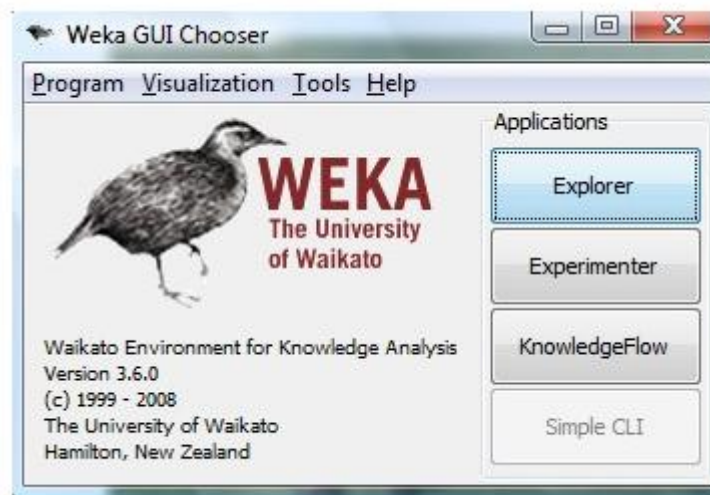 Weka GUI Chooser
Program Visualization Tools Help
WEKA
The University
of Waikato
Waikato Environment for Knowledge Analysis
Version 3.6.0
(c) 1999 - 2008
The University of Waikato
Hamilton, New Zealand
Applications
Explorer
Experimenter
KnowledgeFlow
Simple CLI